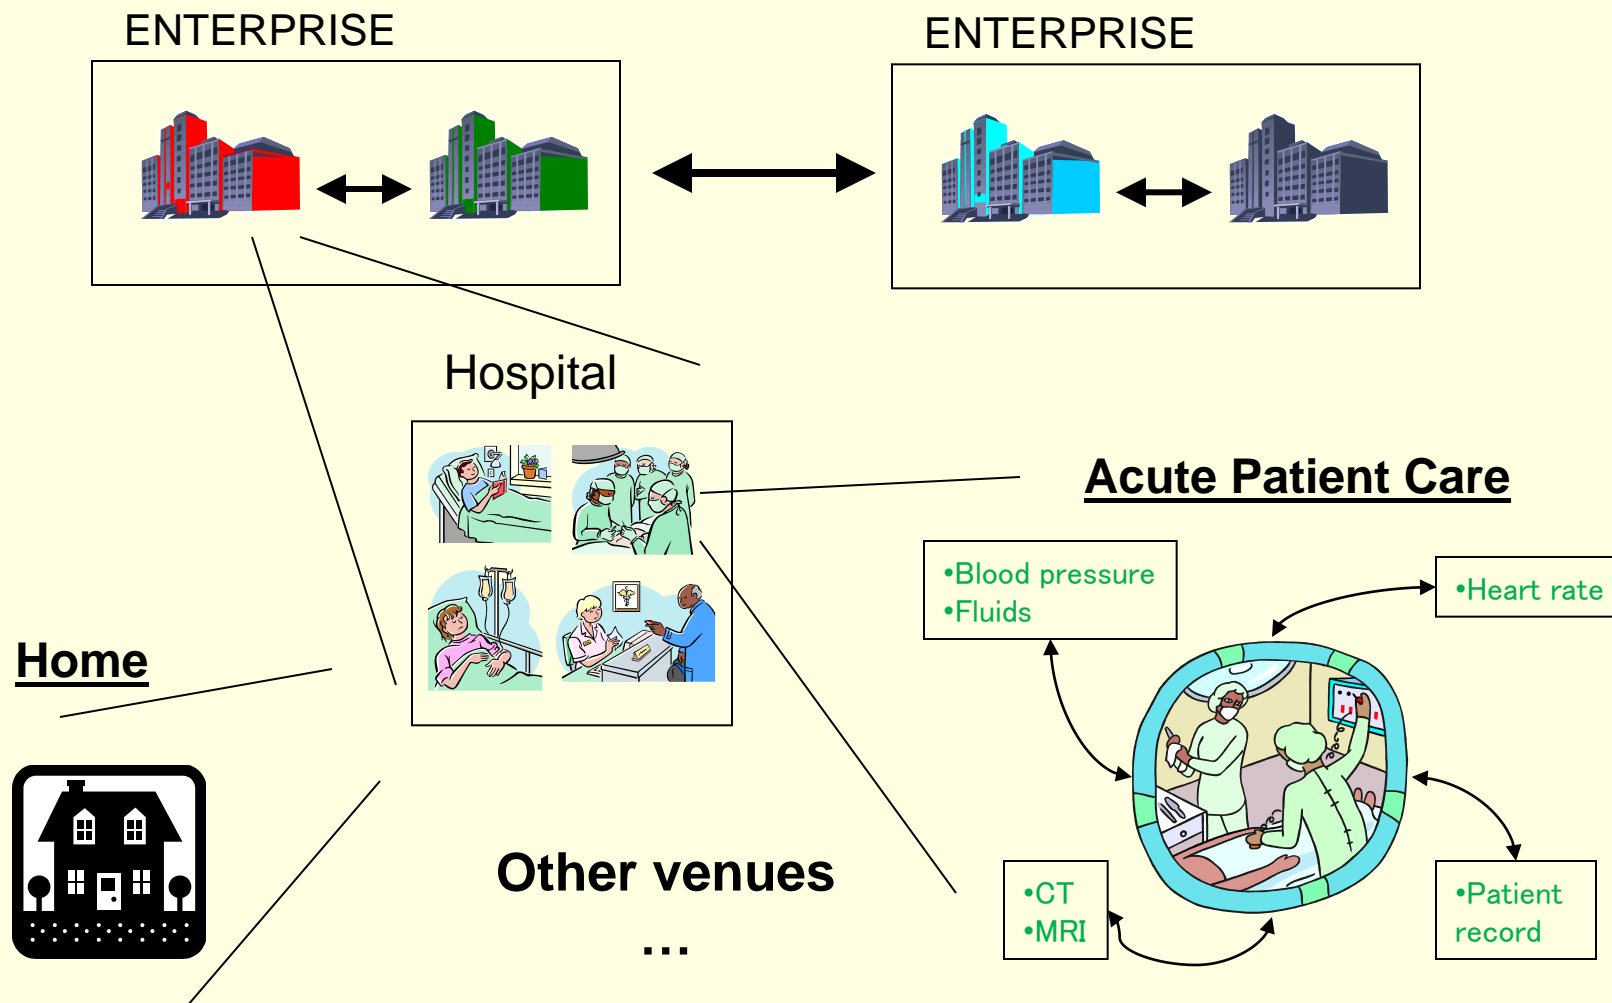 ENTERPRISE
ENTERPRISE
Hospital
Acute Patient Care
•Blood pressure
•Fluids
•Heart rate
Home
Other venues
...
•CT
•MRI
•Patient
record